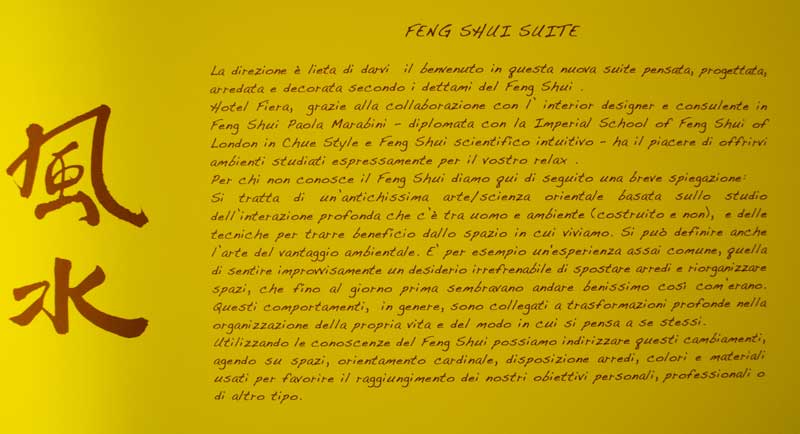 FENG SHUI SUITE
風
水
La direzione è lieta di darvi il benvenuto in questa nuova suite pensata, progettata,
arredata e decorata secondo i dettami del Feng Shui .
Hotel Fiera, grazie alla collaborazione con l' interior designer e consulente in
Feng Shui Paola Marabini - diplomata con la Imperial School of Feng Shui of
London in Chue Style e Feng Shui scientifico intuitivo - ha il piacere di offrirvi
ambienti studiati espressamente per il vostro relax .
Per chi non conosce il Feng Shui diamo qui di seguito una breve spiegazione:
Si tratta di un'antichissima arte/scienza orientale basata sullo studio
dell'interazione profonda che c'è tra uomo e ambiente (costruito e non), e delle
tecniche per trarre beneficio dallo spazio in cui viviamo. Si può definire anche
l'arte del vantaggio ambientale. E' per esempio un'esperienza assai comune, quella
di sentire improvvisamente un desiderio irrefrenabile di spostare arredi e riorganizzare
spazi, che fino al giorno prima sembravano andare benissimo così com'erano.
Questi comportamenti, in genere, sono collegati a trasformazioni profonde nella
organizzazione della propria vita e del modo in cui si pensa a se stessi.
Utilizzando le conoscenze del Feng Shui possiamo indirizzare questi cambiamenti,
agendo su spazi, orientamento cardinale, disposizione arredi, colori e materiali
usati per favorire il raggiungimento dei nostri obiettivi personali, professionali o
di altro tipo.